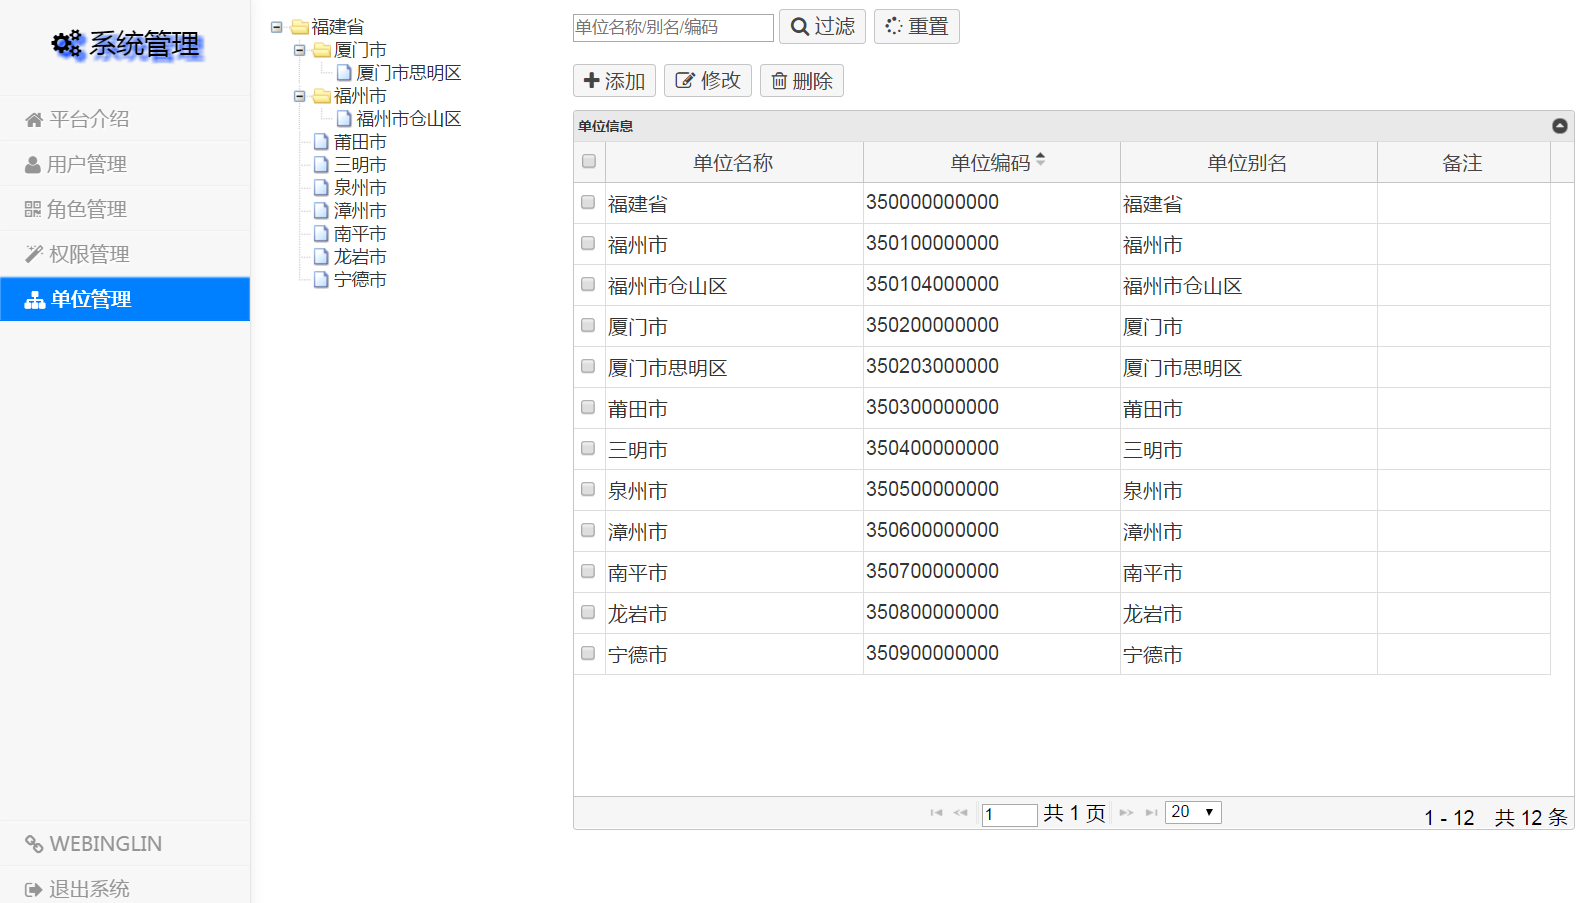 系统管理
平台介绍
用户管理
角色管理
权限管理
单位管理
WEBINGLIN
退出系统
福建省
厦门市
厦门市思明区
福州市
福州市仓山区
莆田市
三明市
泉州市
漳州市
南平市
龙岩市
宁德市
单位名称/别名/编码 过滤 重置
添加 修改 删除
单位信息
单位名称 单位编码 单位别名 备注
福建省 350000000000 福建省
福州市 350100000000 福州市
福州市仓山区 350104000000 福州市仓山区
厦门市 350200000000 厦门市
厦门市思明区 350203000000 厦门市思明区
莆田市 350300000000 莆田市
三明市 350400000000 三明市
泉州市 350500000000 泉州市
漳州市 350600000000 漳州市
南平市 350700000000 南平市
龙岩市 350800000000 龙岩市
宁德市 350900000000 宁德市
1 共 1 页 20 1 - 12 共 12 条